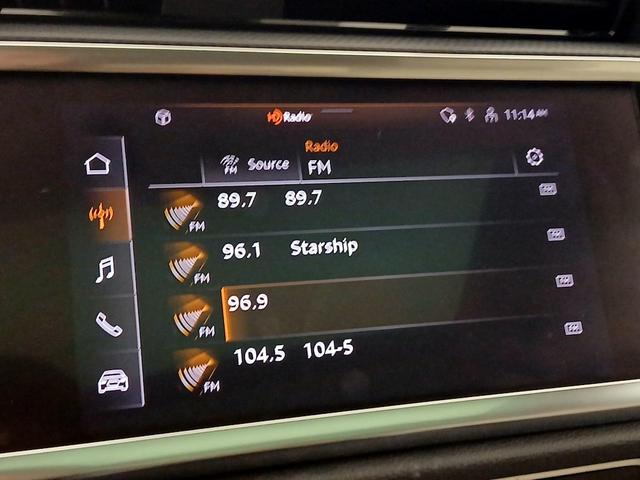 HD Radio 11:14 AM
Radio
FM Source FM
89.7 89.7
FM
96.1 Starship
FM
96.9
FM
104.5 104-5
FM